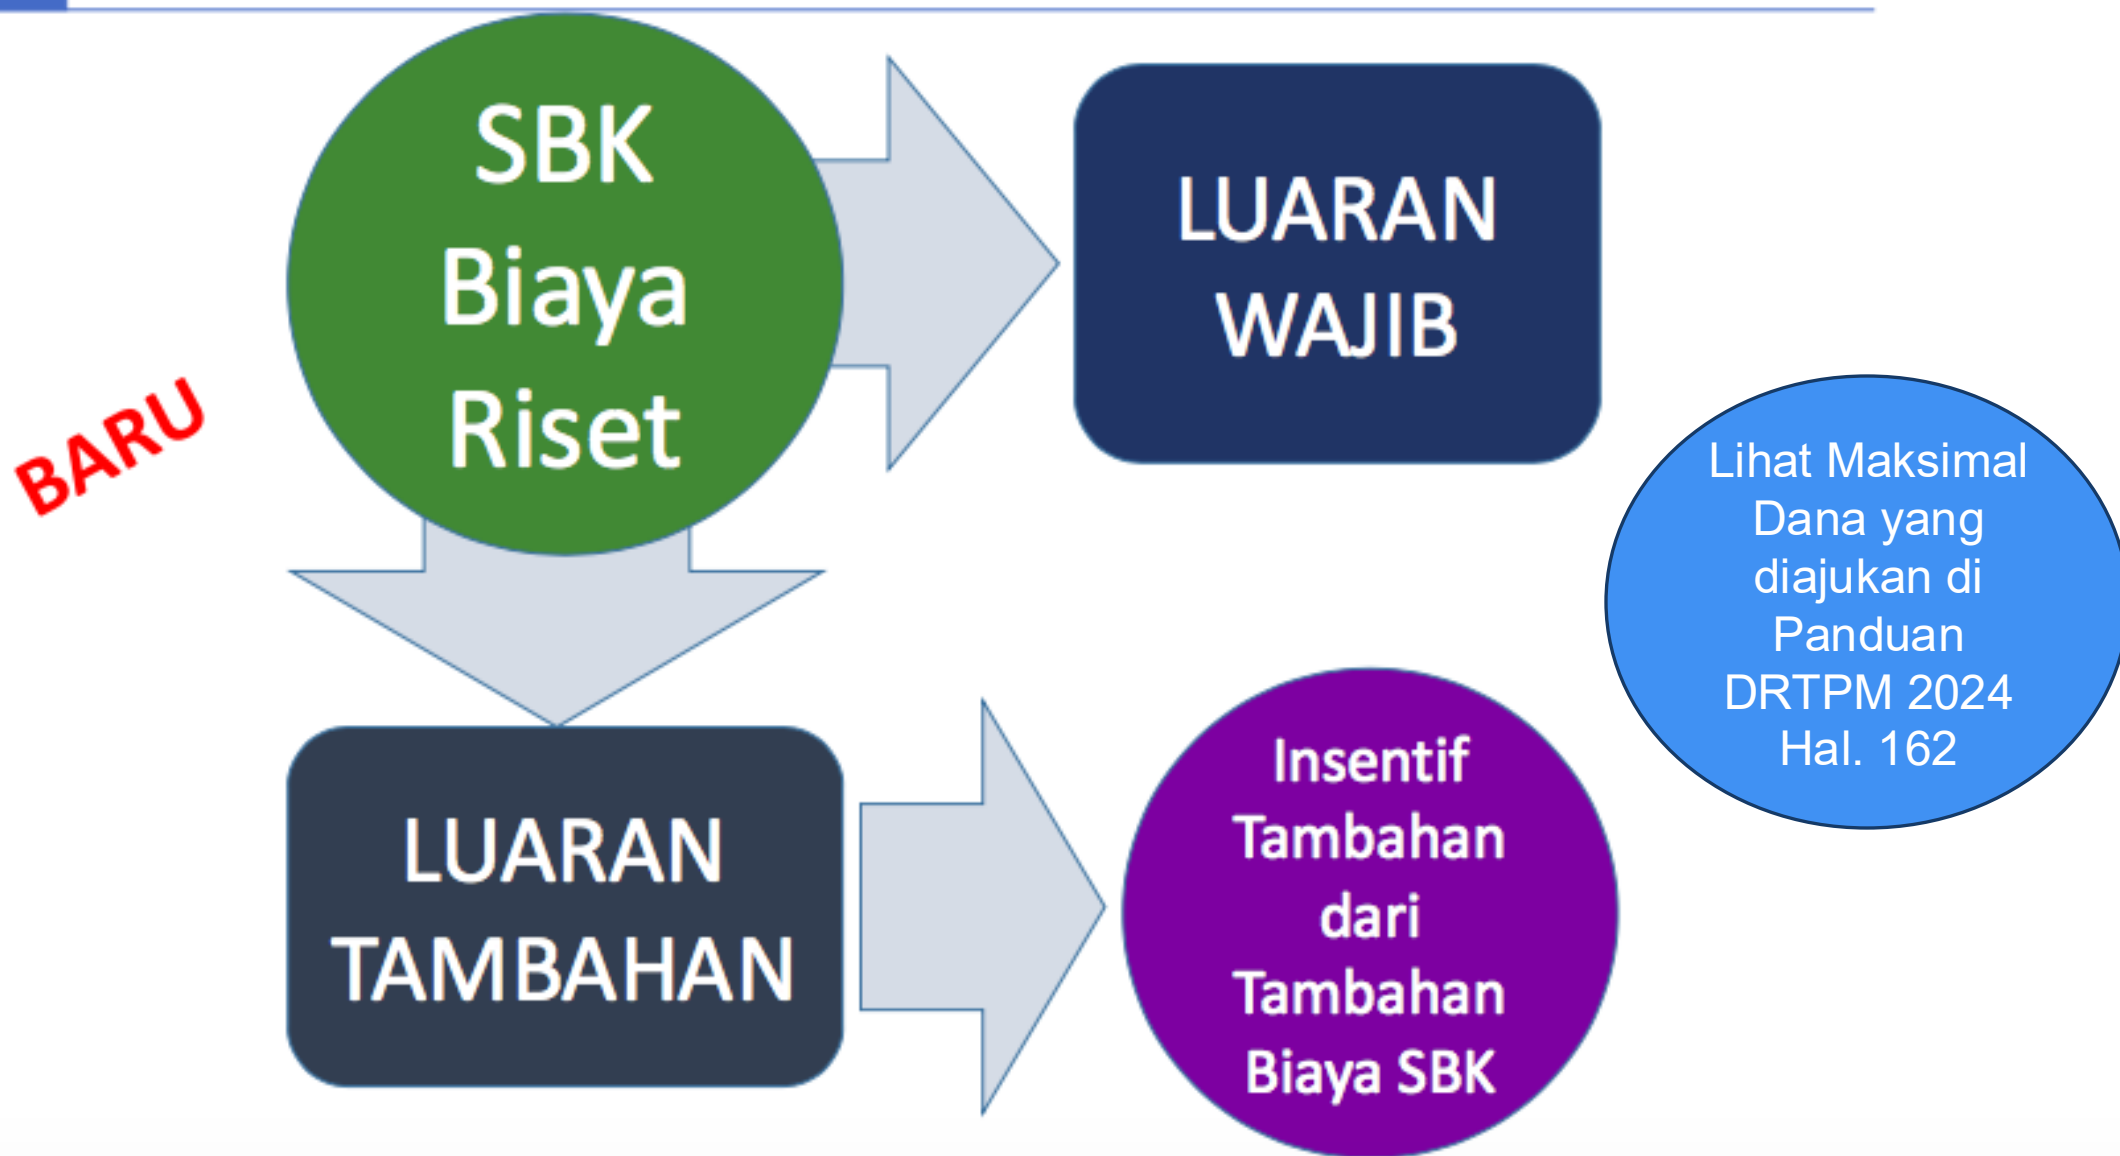 SBK
Biaya
Riset
LUARAN
WAJIB
BARU
Lihat Maksimal
Dana yang
diajukan di
Panduan
DRTPM 2024
Hal. 162
LUARAN
TAMBAHAN
Insentif
Tambahan
dari
Tambahan
Biaya SBK